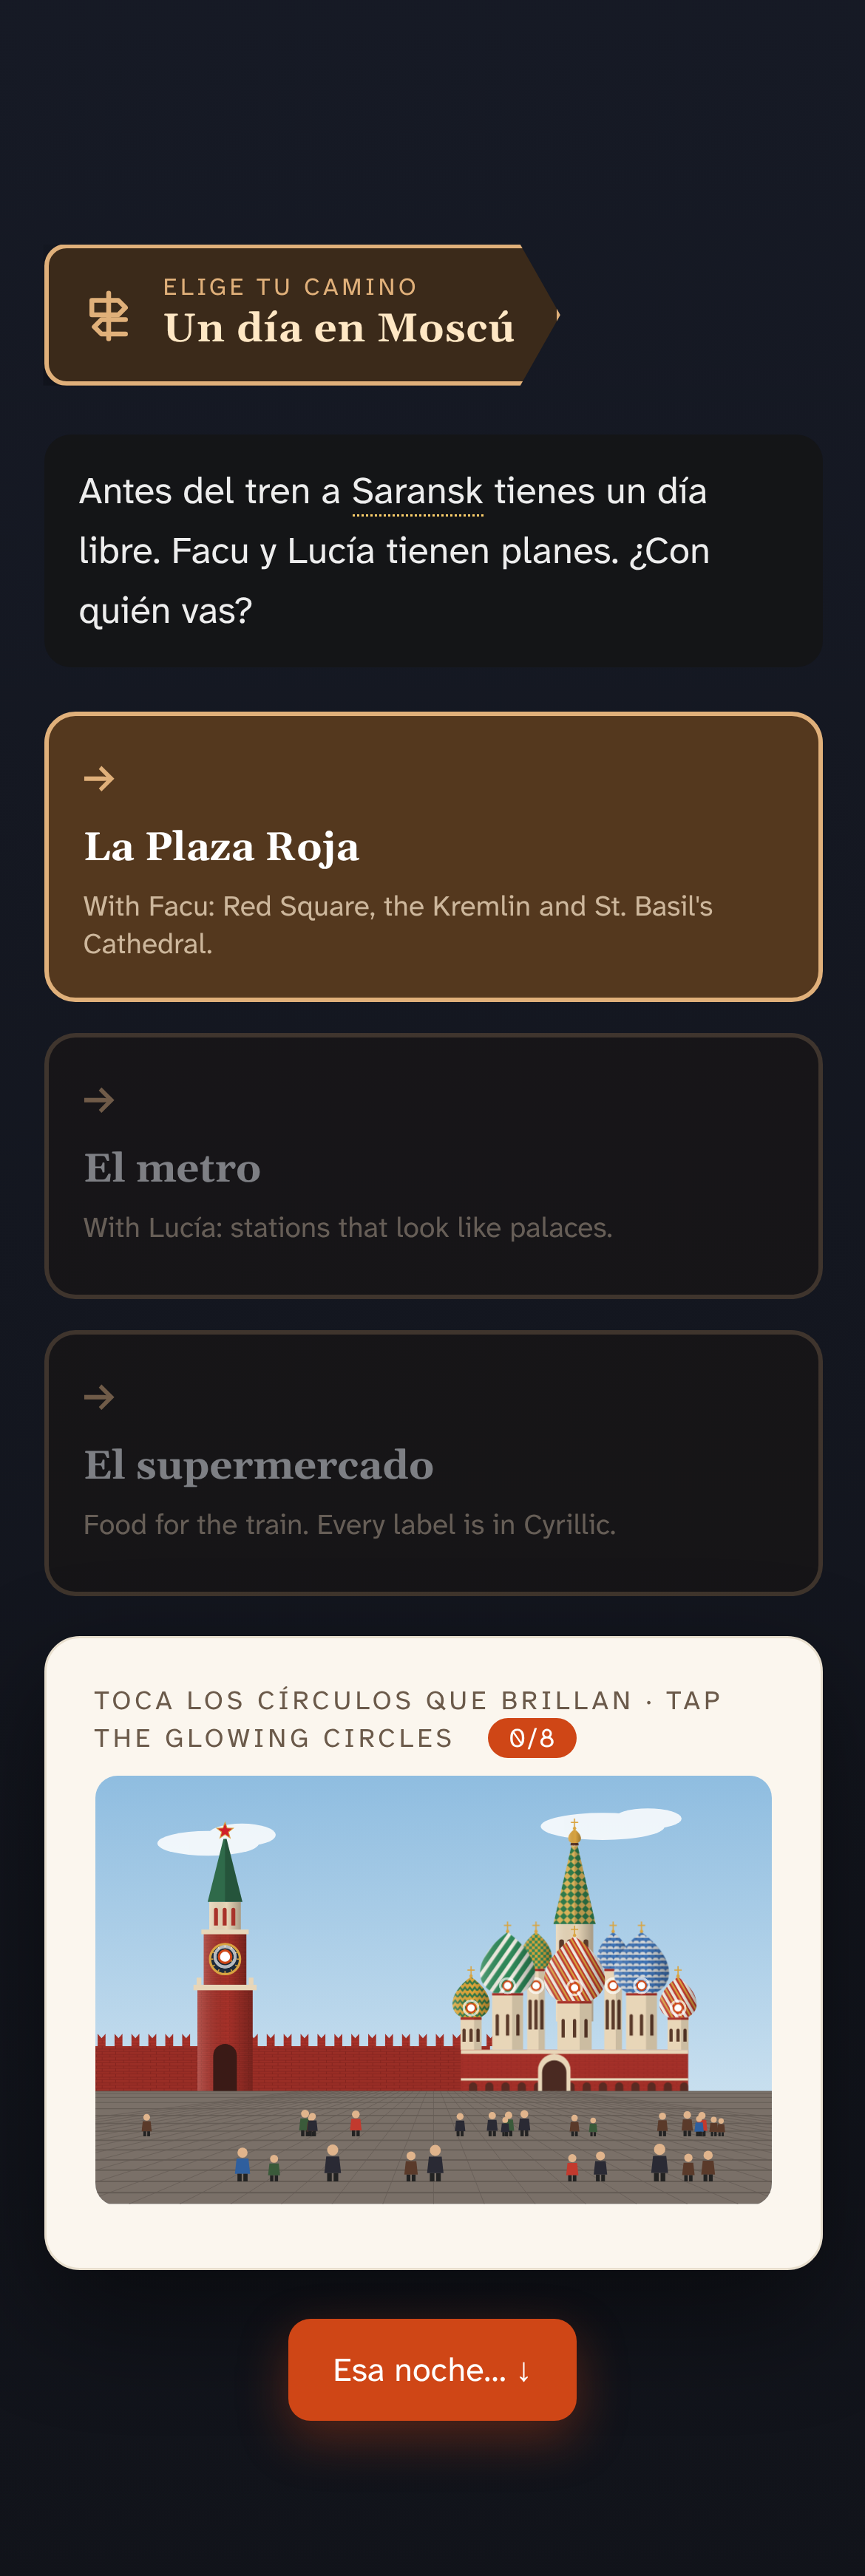 ELIGE TU CAMINO
Un día en Moscú
Antes del tren a Saransk tienes un día
libre. Facu y Lucía tienen planes. ¿Con
quién vas?
→
La Plaza Roja
With Facu: Red Square, the Kremlin and St. Basil's
Cathedral.
→
El metro
With Lucía: stations that look like palaces.
→
El supermercado
Food for the train. Every label is in Cyrillic.
TOCA LOS CÍRCULOS QUE BRILLAN · TAP
THE GLOWING CIRCLES 0/8
Esa noche... ↓